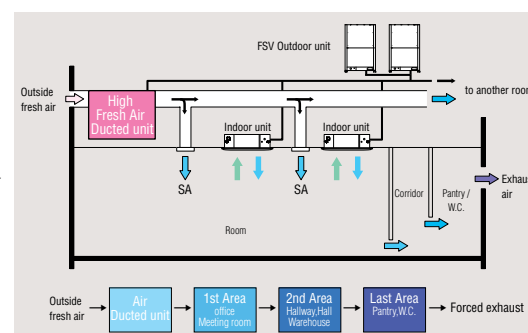 FSV Outdoor unit
Outside
fresh air
High
Fresh Air
Ducted unit
to another room
Indoor unit
Indoor unit
SA
SA
Corridor
Pantry /
W.C.
Exhau
air
Room
Outside
fresh air
Air
Ducted unit
1st Area
office
Meeting room
2nd Area
Hallway,Hall
Warehouse
Last Area
Pantry,W.C.
Forced exhaust